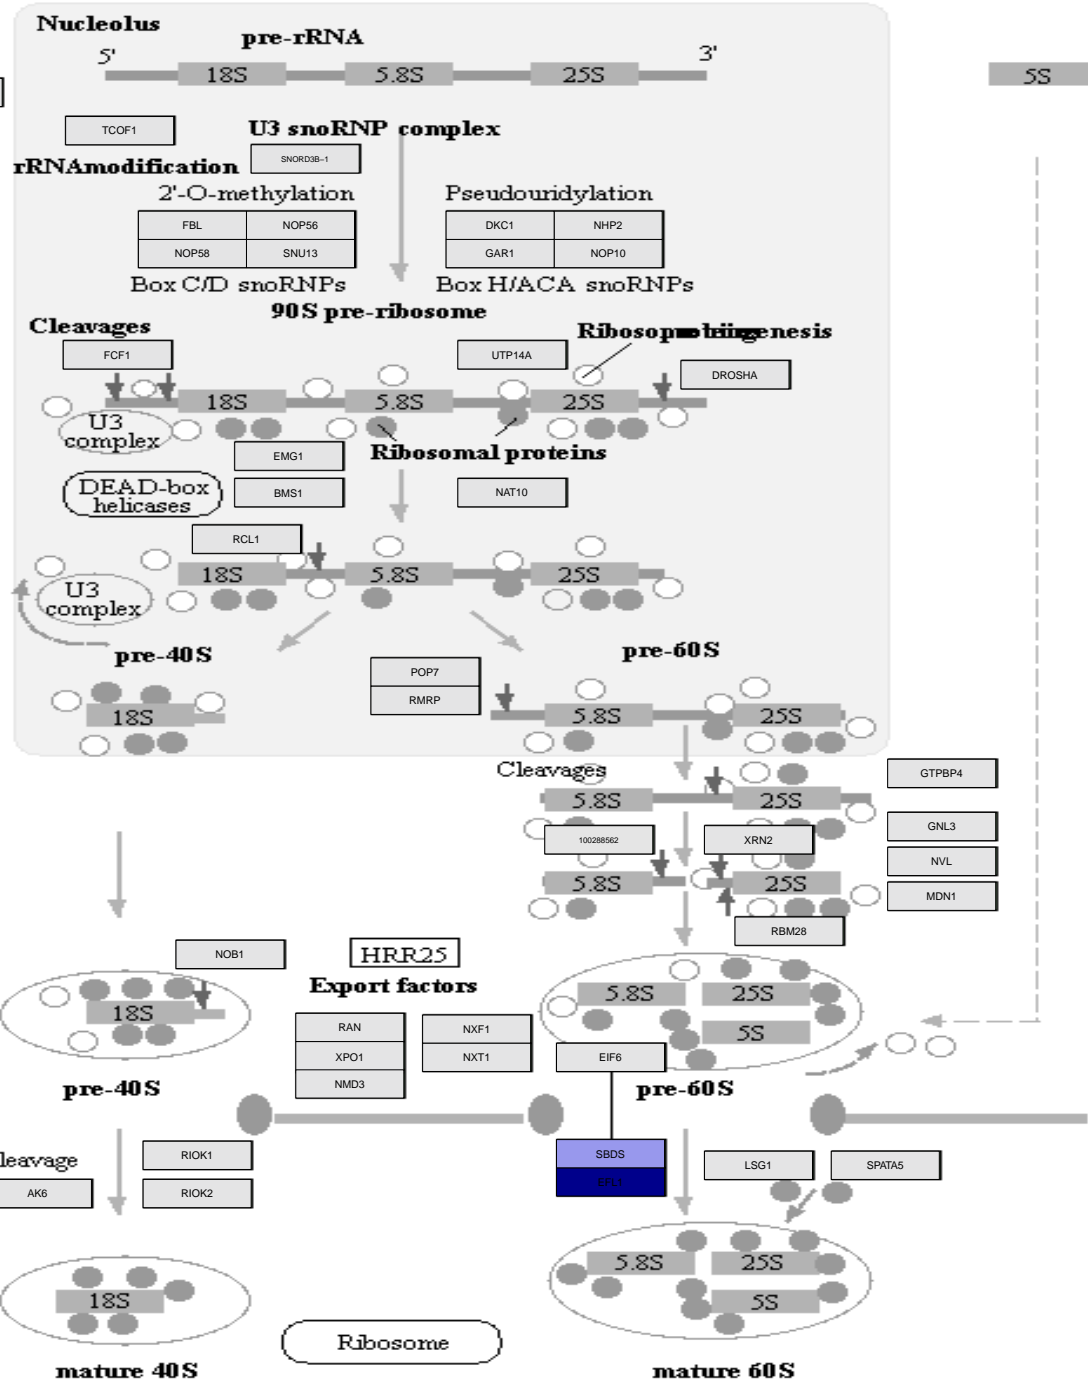 Nucleolus
pre-rRNA
5'
3'
18S
5.8S
25S
5S
TCOF1
U3 snoRNP complex
rRNAmodification
SNORD3B-1
2'-O-methylation
Pseudouridylation
FBL NOP56
NOP58 SNU13
DKC1 NHP2
GAR1 NOP10
Box C/D snoRNPs
Box H/ACA snoRNPs
90S pre-ribosome
Cleavages
FCF1
UTP14A
DROSHA
18S
5.8S
25S
U3
complex
Ribosomal proteins
EMG1
DEAD-box
helicases
BMS1
NAT10
RCL1
18S
5.8S
25S
U3
complex
pre-40S
pre-60S
POP7
RMRP
18S
5.8S
25S
Cleavages
GTPBP4
5.8S
25S
GNL3
100288562
XRN2
NVL
5.8S
25S
MDN1
RBM28
NOB1
HRR25
Export factors
18S
5.8S
25S
5S
RAN
XPO1
NMD3
NXF1
NXT1
EIF6
pre-40S
pre-60S
leavage
RIOK1
AK6
RIOK2
SBDS
EFL1
LSG1
SPATA5
5.8S
25S
18S
5S
Ribosome
mature 40S
mature 60S